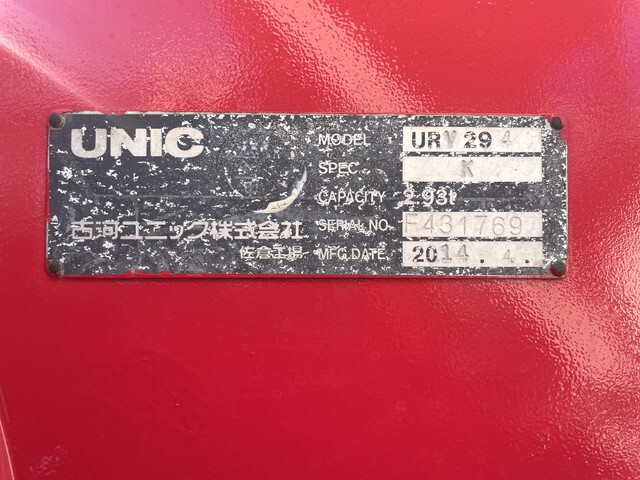 UNIC
古河ユニック株式会社
佐倉工場
MODEL URV294
SPEC. K
CAPACITY 2.93t
SERIAL NO. F431769
MFG.DATE 2014.4.